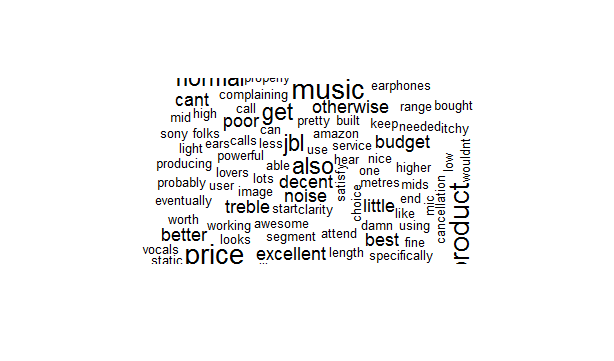 normal properly
complaining music earphones
cant call get otherwise range bought
mid high poor pretty built keep needed itchy
sony folks can amazon
light ears calls less jbl use service budget wouldnt
producing powerful able also hear nice higher low
lovers lots decent satisfy one
probably user image noise choice metres mids
eventually treble start clarity little like end mic cancellation product
worth working awesome damn using
better looks segment attend best fine
vocals price excellent length specifically
static